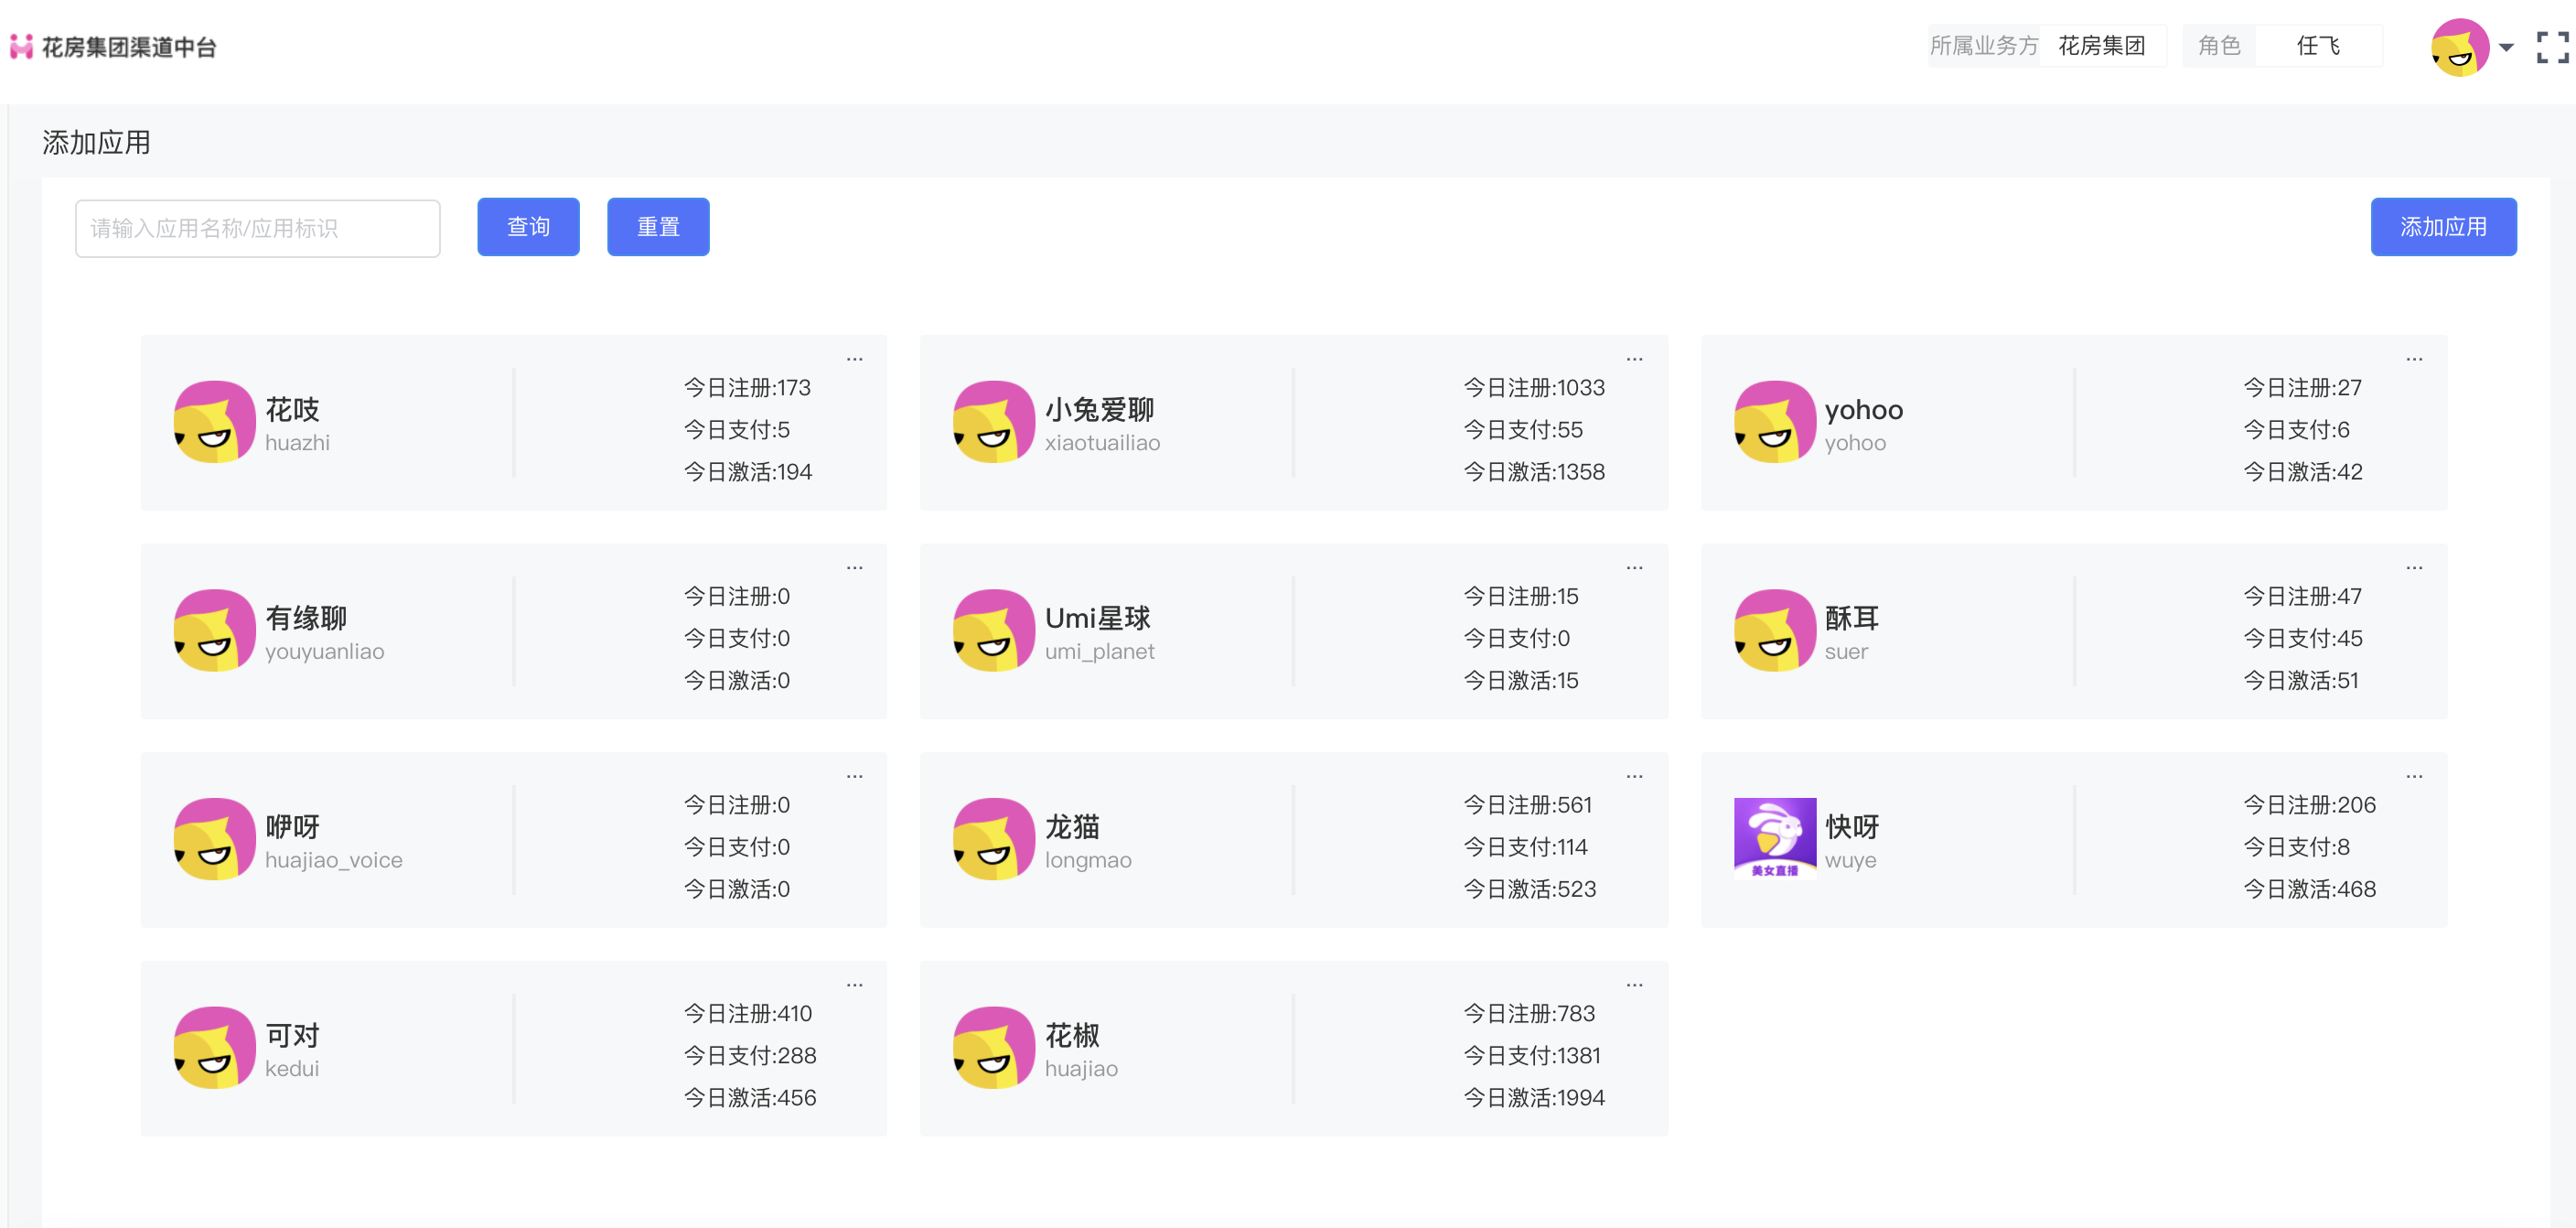 花房集团渠道中台
所属业务方 花房集团 角色 任飞
添加应用
请输入应用名称/应用标识 查询 重置 添加应用
...
花吱
huazhi
今日注册:173
今日支付:5
今日激活:194
...
小兔爱聊
xiaotuailiao
今日注册:1033
今日支付:55
今日激活:1358
...
yohoo
yohoo
今日注册:27
今日支付:6
今日激活:42
...
有缘聊
youyuanliao
今日注册:0
今日支付:0
今日激活:0
...
Umi星球
umi_planet
今日注册:15
今日支付:0
今日激活:15
...
酥耳
suer
今日注册:47
今日支付:45
今日激活:51
...
咿呀
huajiao_voice
今日注册:0
今日支付:0
今日激活:0
...
龙猫
longmao
今日注册:561
今日支付:114
今日激活:523
...
美女直播
快呀
wuye
今日注册:206
今日支付:8
今日激活:468
...
可对
kedui
今日注册:410
今日支付:288
今日激活:456
...
花椒
huajiao
今日注册:783
今日支付:1381
今日激活:1994